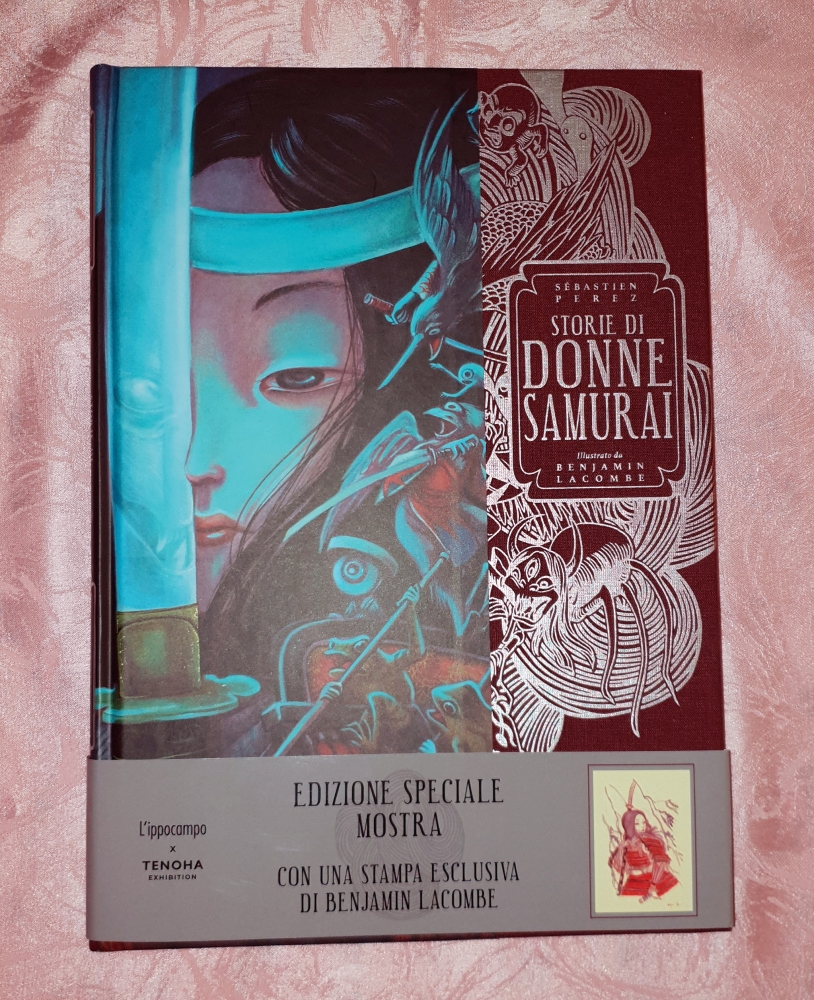 SÉBASTIEN
PEREZ
STORIE DI
DONNE
SAMURAI
Illustrato da
BENJAMIN
LACOMBE
EDIZIONE SPECIALE
MOSTRA
L'ippocampo
x
TENOHA
EXHIBITION
CON UNA STAMPA ESCLUSIVA
DI BENJAMIN LACOMBE